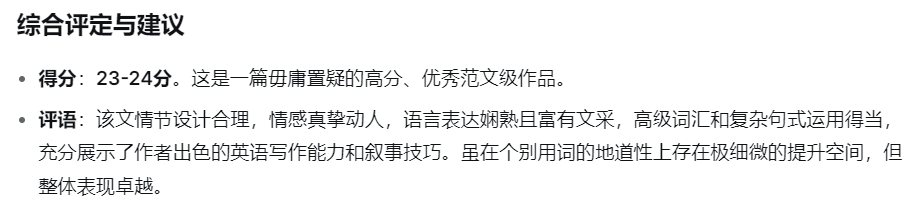 综合评定与建议
得分：23-24分。这是一篇毋庸置疑的高分、优秀范文级作品。
评语：该文情节设计合理，情感真挚动人，语言表达娴熟且富有文采，高级词汇和复杂句式运用得当，
充分展示了作者出色的英语写作能力和叙事技巧。虽在个别用词的地道性上存在极细微的提升空间，但
整体表现卓越。